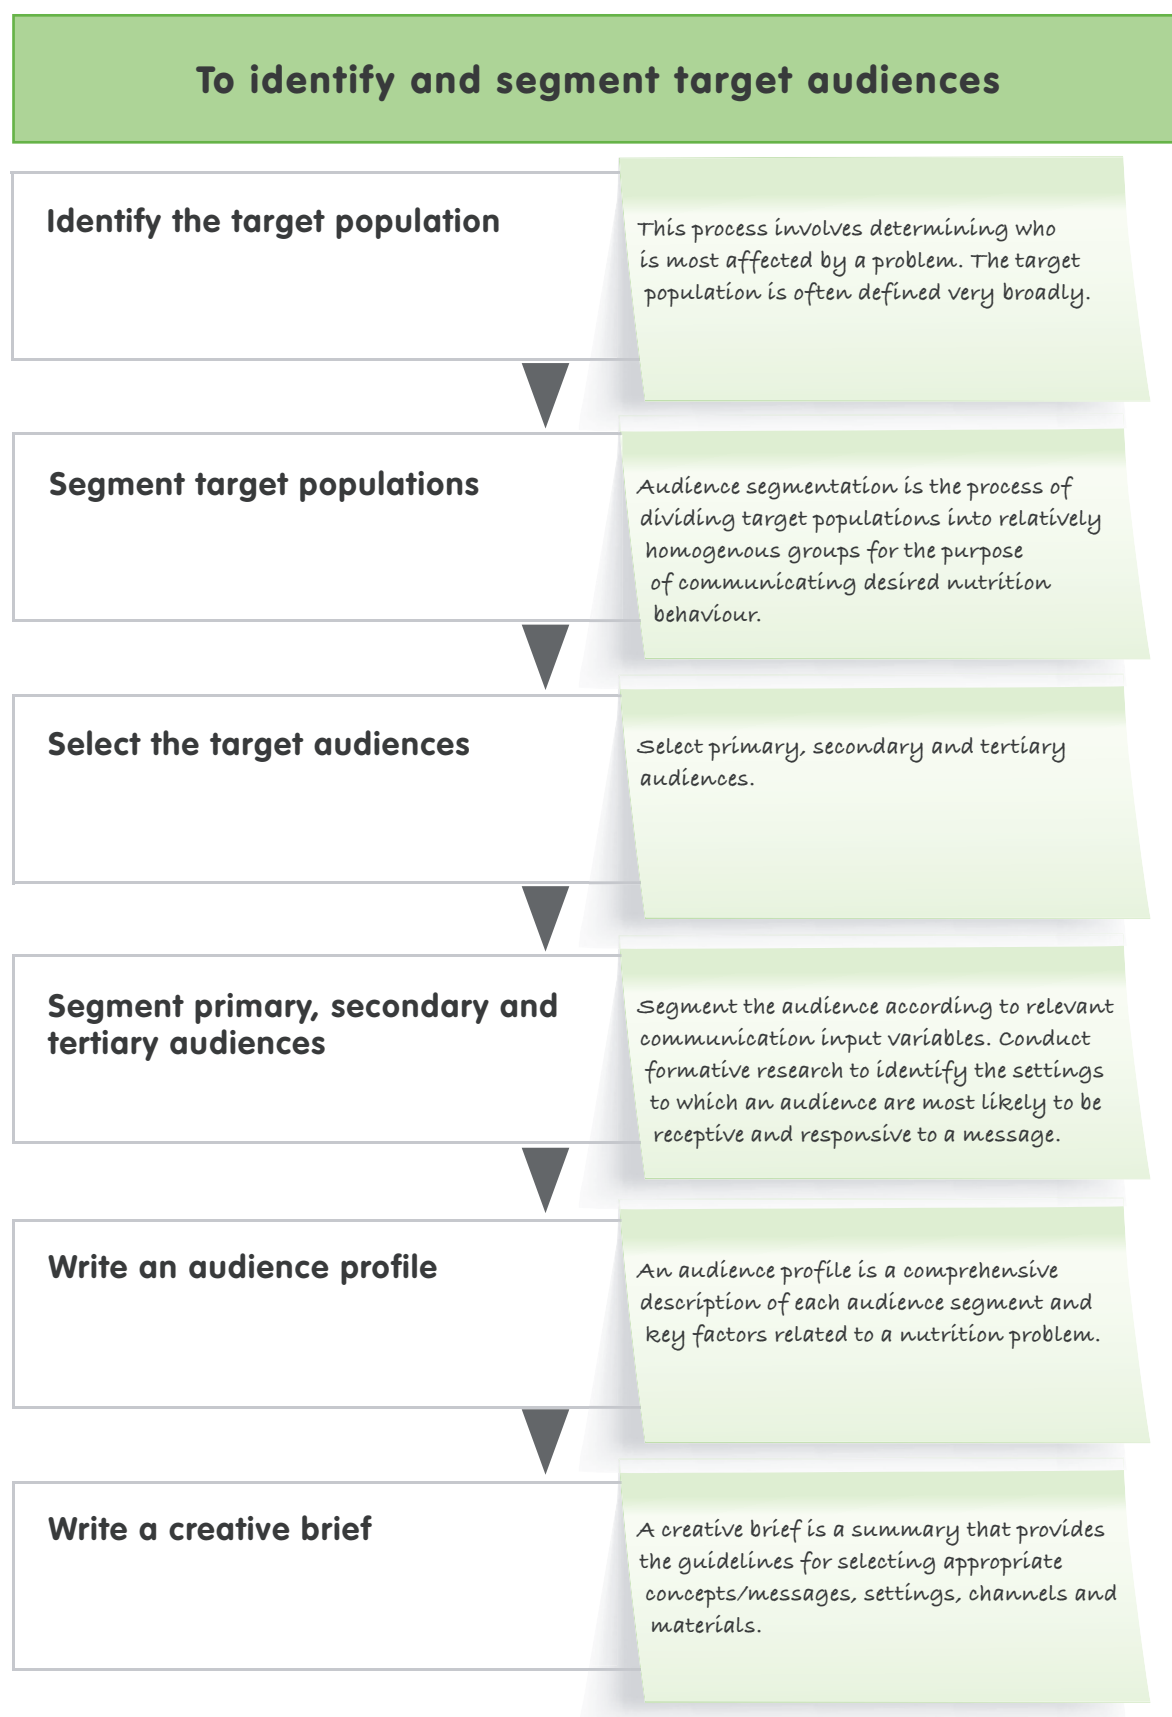 To identify and segment target audiences
Identify the target population
This process involves determining who
is most affected by a problem. The target
population is often defined very broadly.
Segment target populations
Audience segmentation is the process of
dividing target populations into relatively
homogenous groups for the purpose
of communicating desired nutrition
behaviour.
Select the target audiences
Select primary, secondary and tertiary
audiences.
Segment primary, secondary and
tertiary audiences
Segment the audience according to relevant
communication input variables. Conduct
formative research to identify the settings
to which an audience are most likely to be
receptive and responsive to a message.
Write an audience profile
An audience profile is a comprehensive
description of each audience segment and
key factors related to a nutrition problem.
Write a creative brief
A creative brief is a summary that provides
the guidelines for selecting appropriate
concepts/messages, settings, channels and
materials.